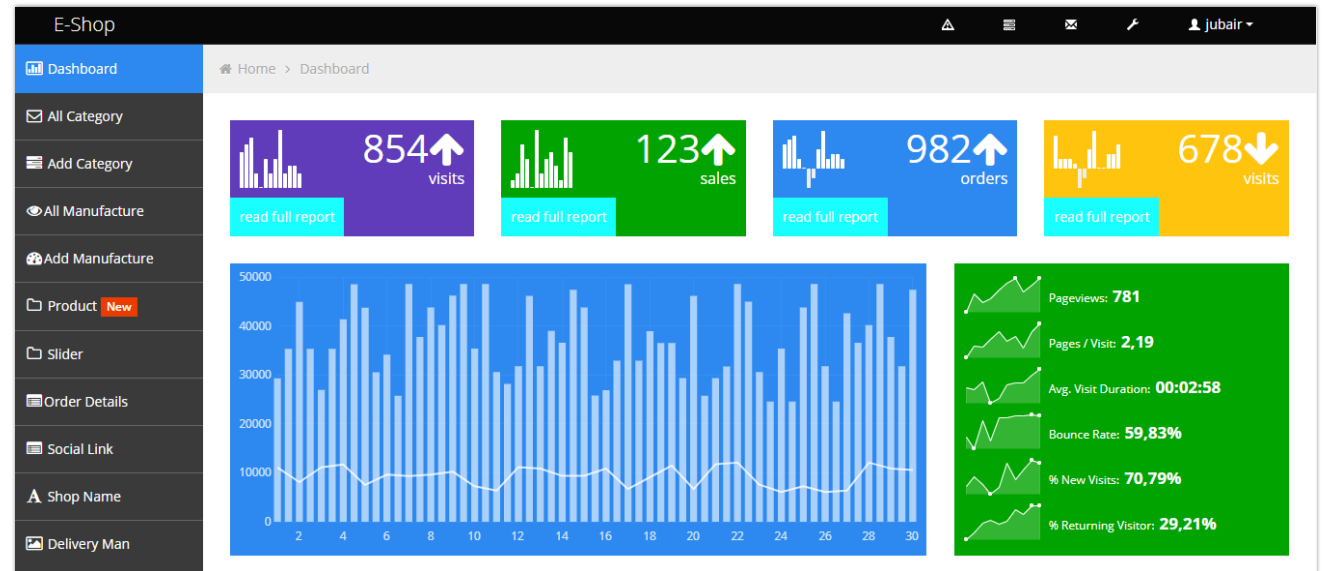 E-Shop
jubair
Dashboard
Home > Dashboard
All Category
Add Category
All Manufacture
Add Manufacture
Product New
Slider
Order Details
Social Link
Shop Name
Delivery Man
854
visits
read full report
123
sales
read full report
982
orders
read full report
678
visits
read full report
50000
40000
30000
20000
10000
0
2 4 6 8 10 12 14 16 18 20 22 24 26 28 30
Pageviews: 781
Pages / Visit: 2,19
Avg. Visit Duration: 00:02:58
Bounce Rate: 59,83%
% New Visits: 70,79%
% Returning Visitor: 29,21%